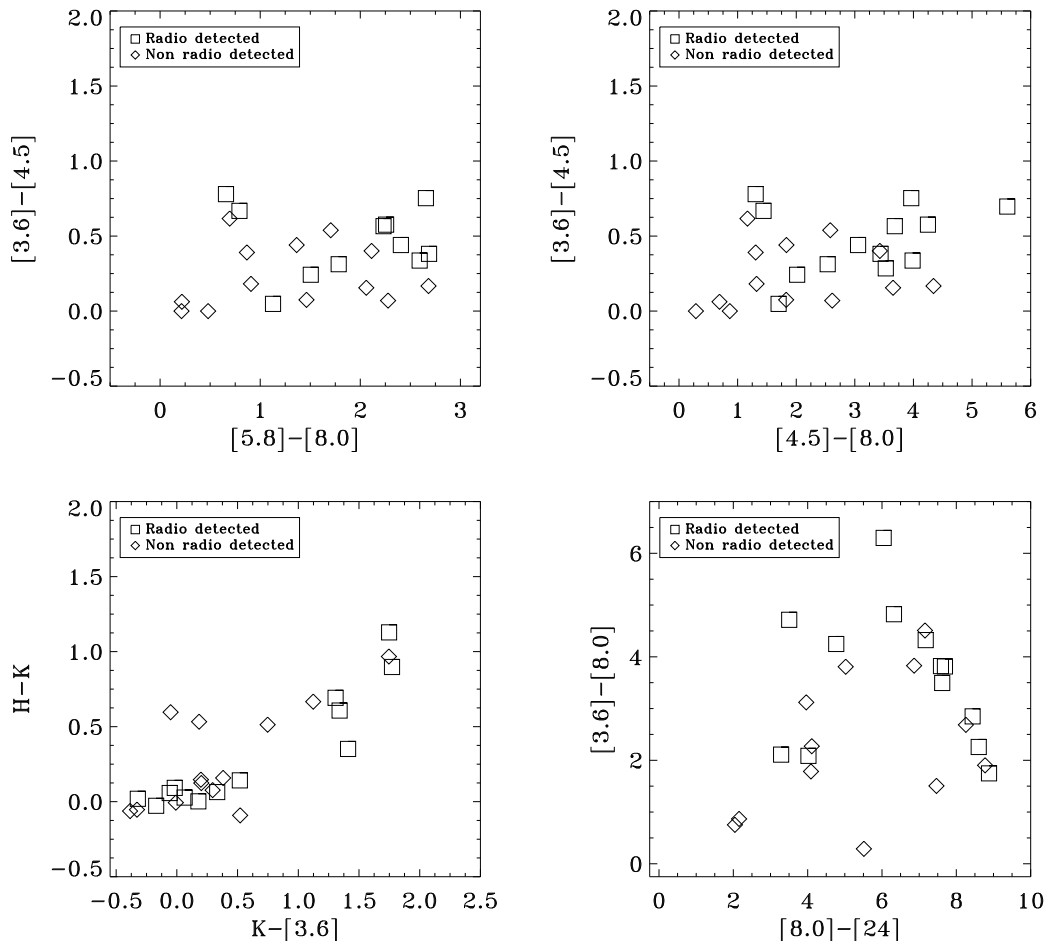 2.0
1.5
1.0
0.5
0.0
−0.5
[3.6]−[4.5]
Radio detected
Non radio detected
0 1 2 3
[5.8]−[8.0]
2.0
1.5
1.0
0.5
0.0
−0.5
[3.6]−[4.5]
Radio detected
Non radio detected
0 1 2 3 4 5 6
[4.5]−[8.0]
2.0
1.5
1.0
0.5
0.0
−0.5
H−K
Radio detected
Non radio detected
−0.5 0.0 0.5 1.0 1.5 2.0 2.5
K−[3.6]
6
4
2
0
[3.6]−[8.0]
Radio detected
Non radio detected
0 2 4 6 8 10
[8.0]−[24]